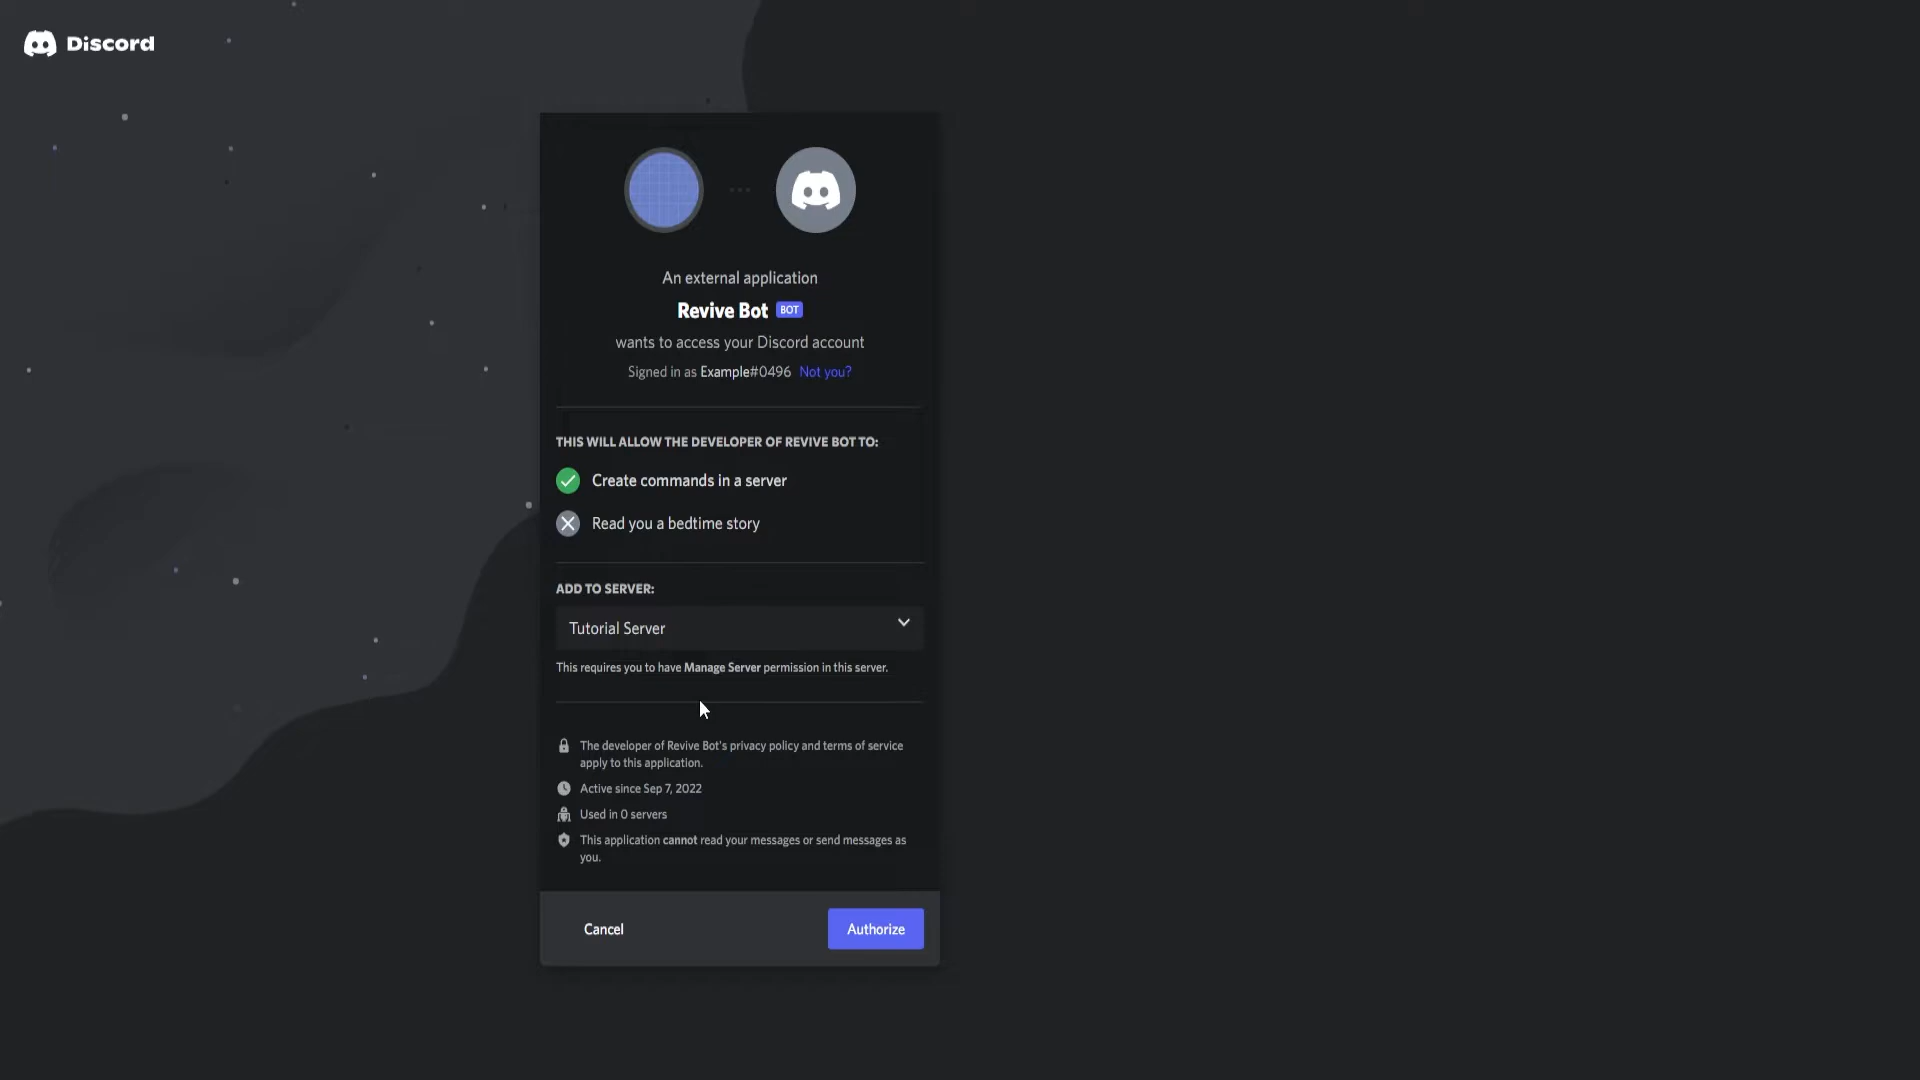 Discord
An external application
Revive Bot BOT
wants to access your Discord account
Signed in as Example#0496 Not you?
THIS WILL ALLOW THE DEVELOPER OF REVIVE BOT TO:
Create commands in a server
Read you a bedtime story
ADD TO SERVER:
Tutorial Server
This requires you to have Manage Server permission in this server.
The developer of Revive Bot's privacy policy and terms of service
apply to this application.
Active since Sep 7, 2022
Used in 0 servers
This application cannot read your messages or send messages as
you.
Cancel
Authorize